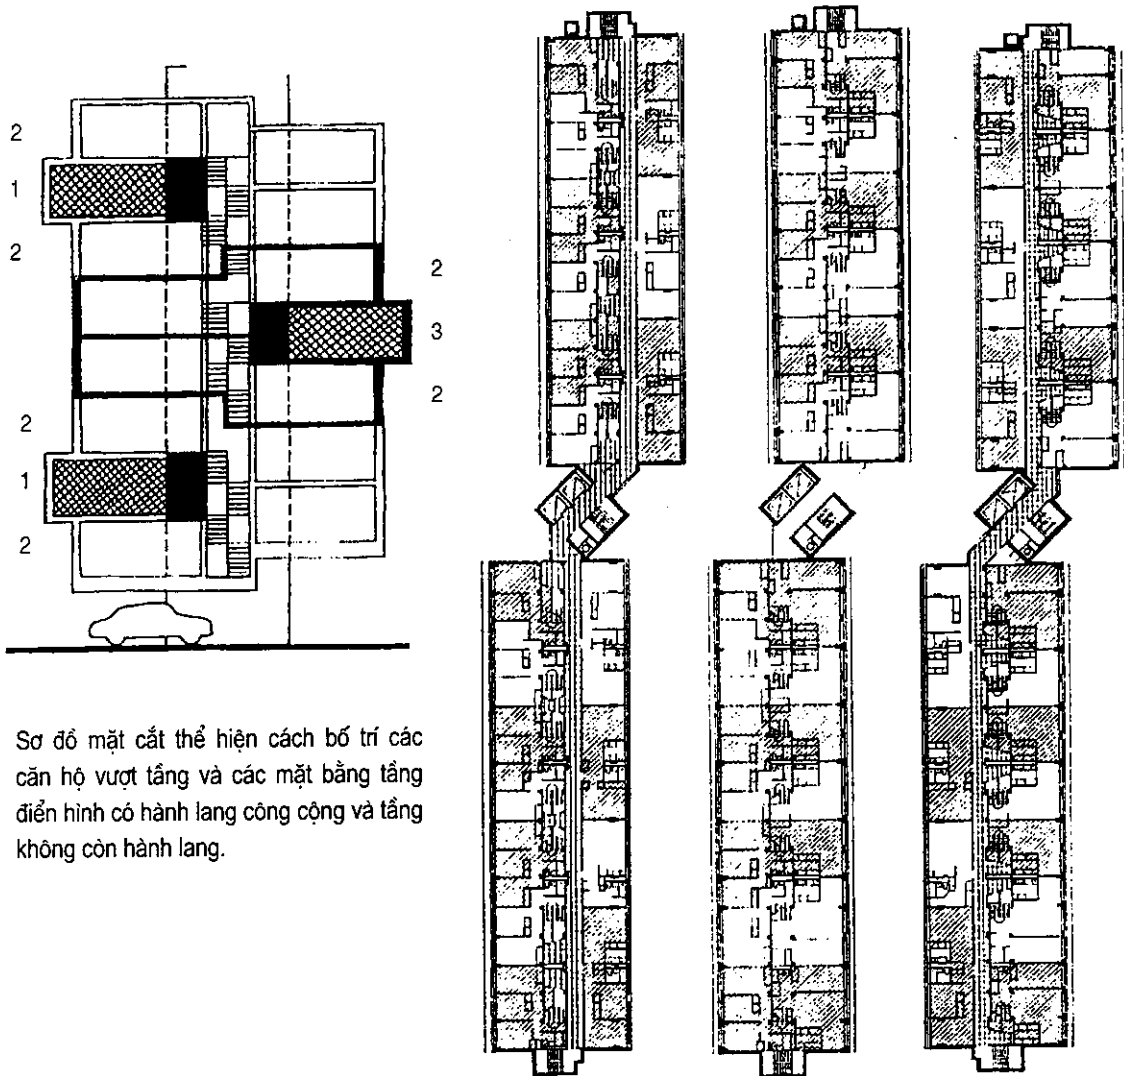 2
1
2
2
3
2
2
1
2
Sơ đồ mặt cắt thể hiện cách bố trí các
căn hộ vượt tầng và các mặt bằng tầng
điển hình có hành lang công cộng và tầng
không còn hành lang.